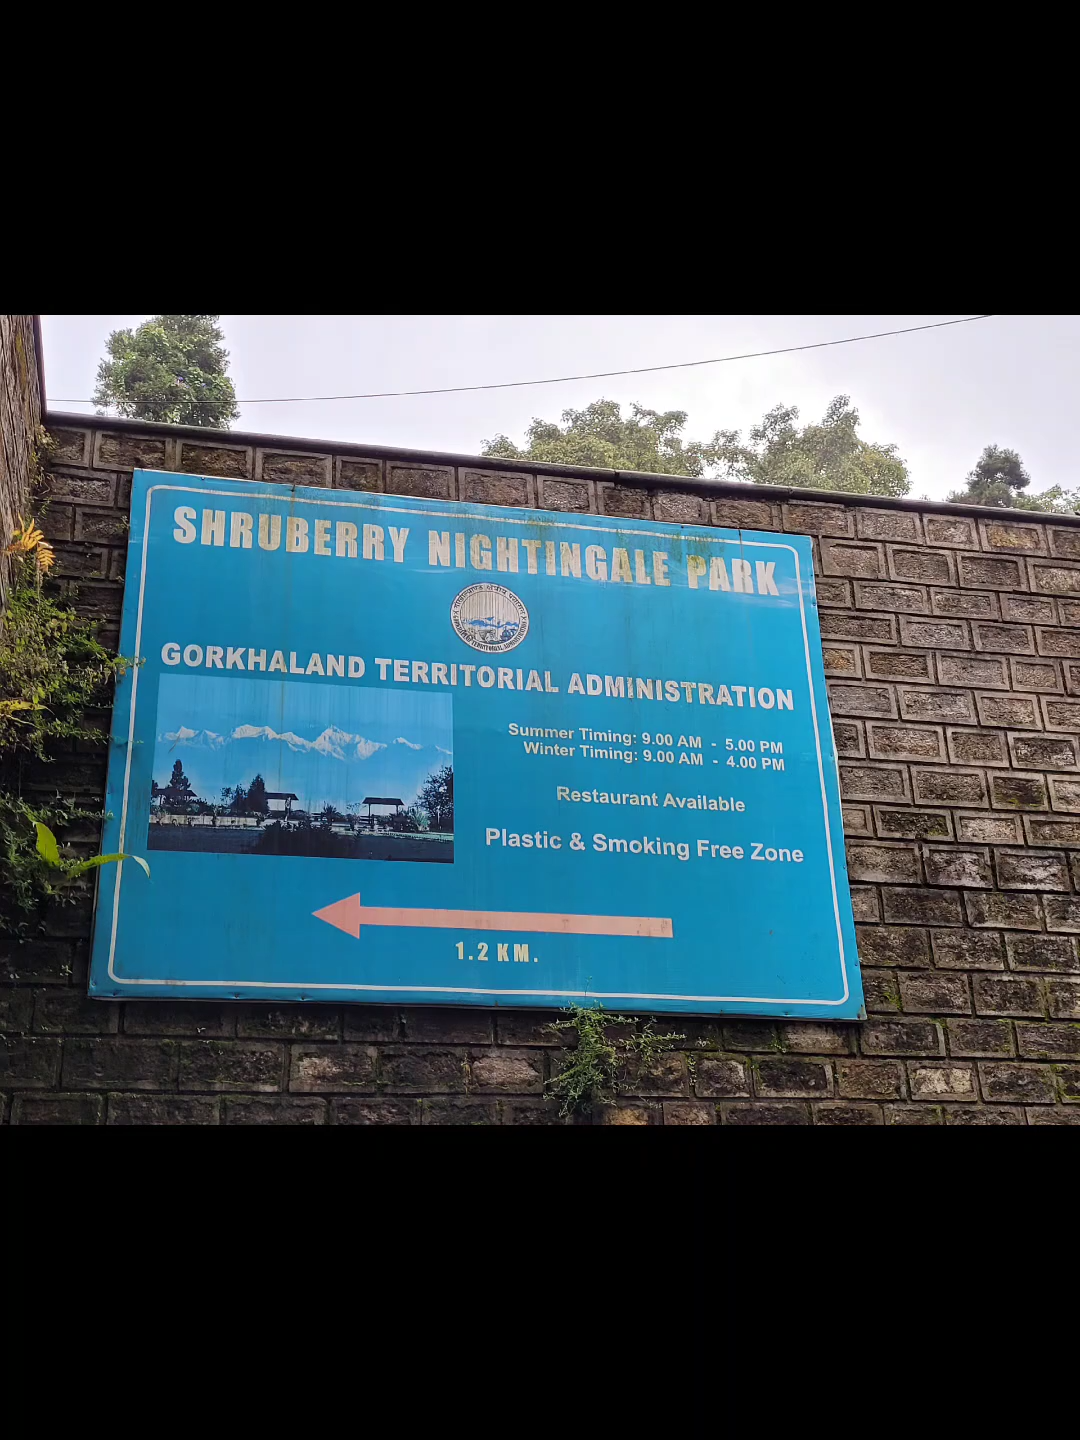 SHRUBERRY NIGHTINGALE PARK
GORKHALAND TERRITORIAL ADMINISTRATION
Summer Timing: 9.00 AM - 5.00 PM
Winter Timing: 9.00 AM - 4.00 PM
Restaurant Available
Plastic & Smoking Free Zone
1.2 KM.